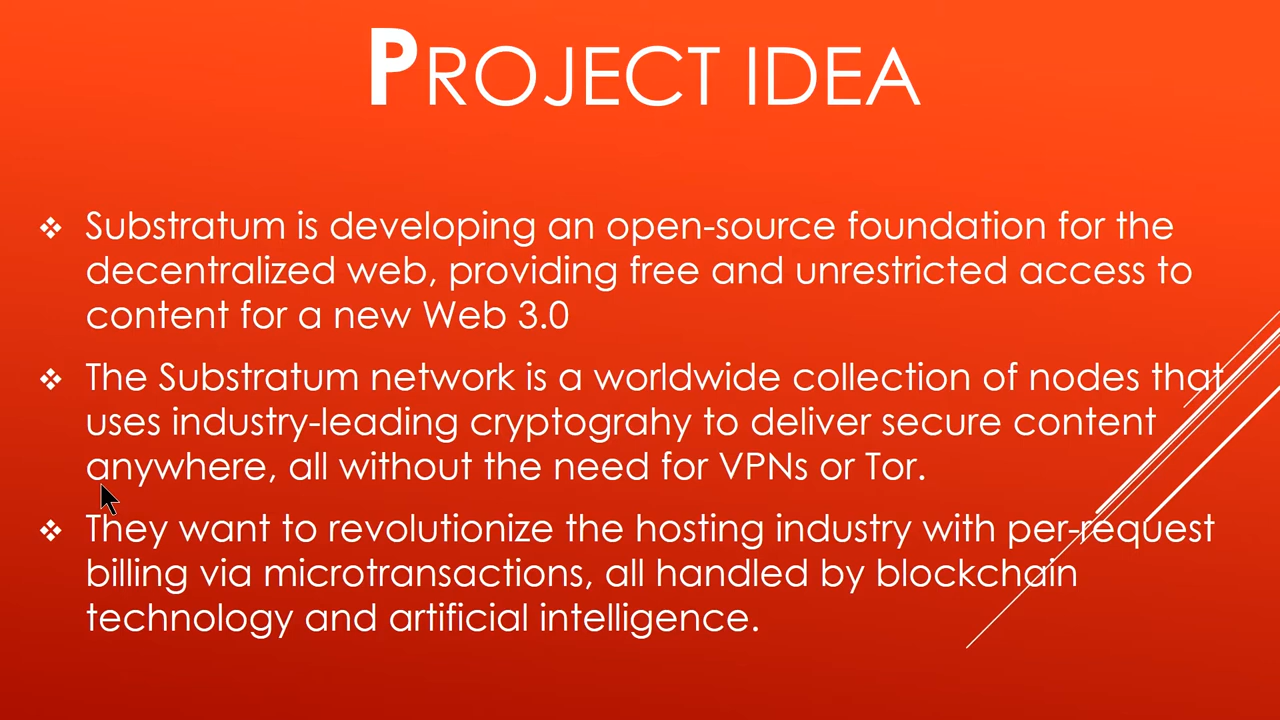 PROJECT IDEA
❖ Substratum is developing an open-source foundation for the
decentralized web, providing free and unrestricted access to
content for a new Web 3.0
❖ The Substratum network is a worldwide collection of nodes that
uses industry-leading cryptograhy to deliver secure content
anywhere, all without the need for VPNs or Tor.
❖ They want to revolutionize the hosting industry with per-request
billing via microtransactions, all handled by blockchain
technology and artificial intelligence.